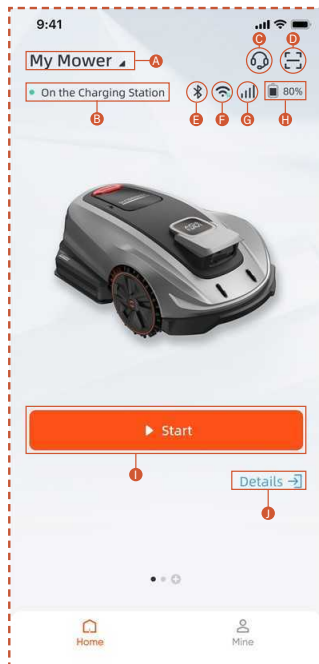 9:41
C D
My Mower A
On the Charging Station 80%
B E F G H
Start
I
Details
J
Home Mine